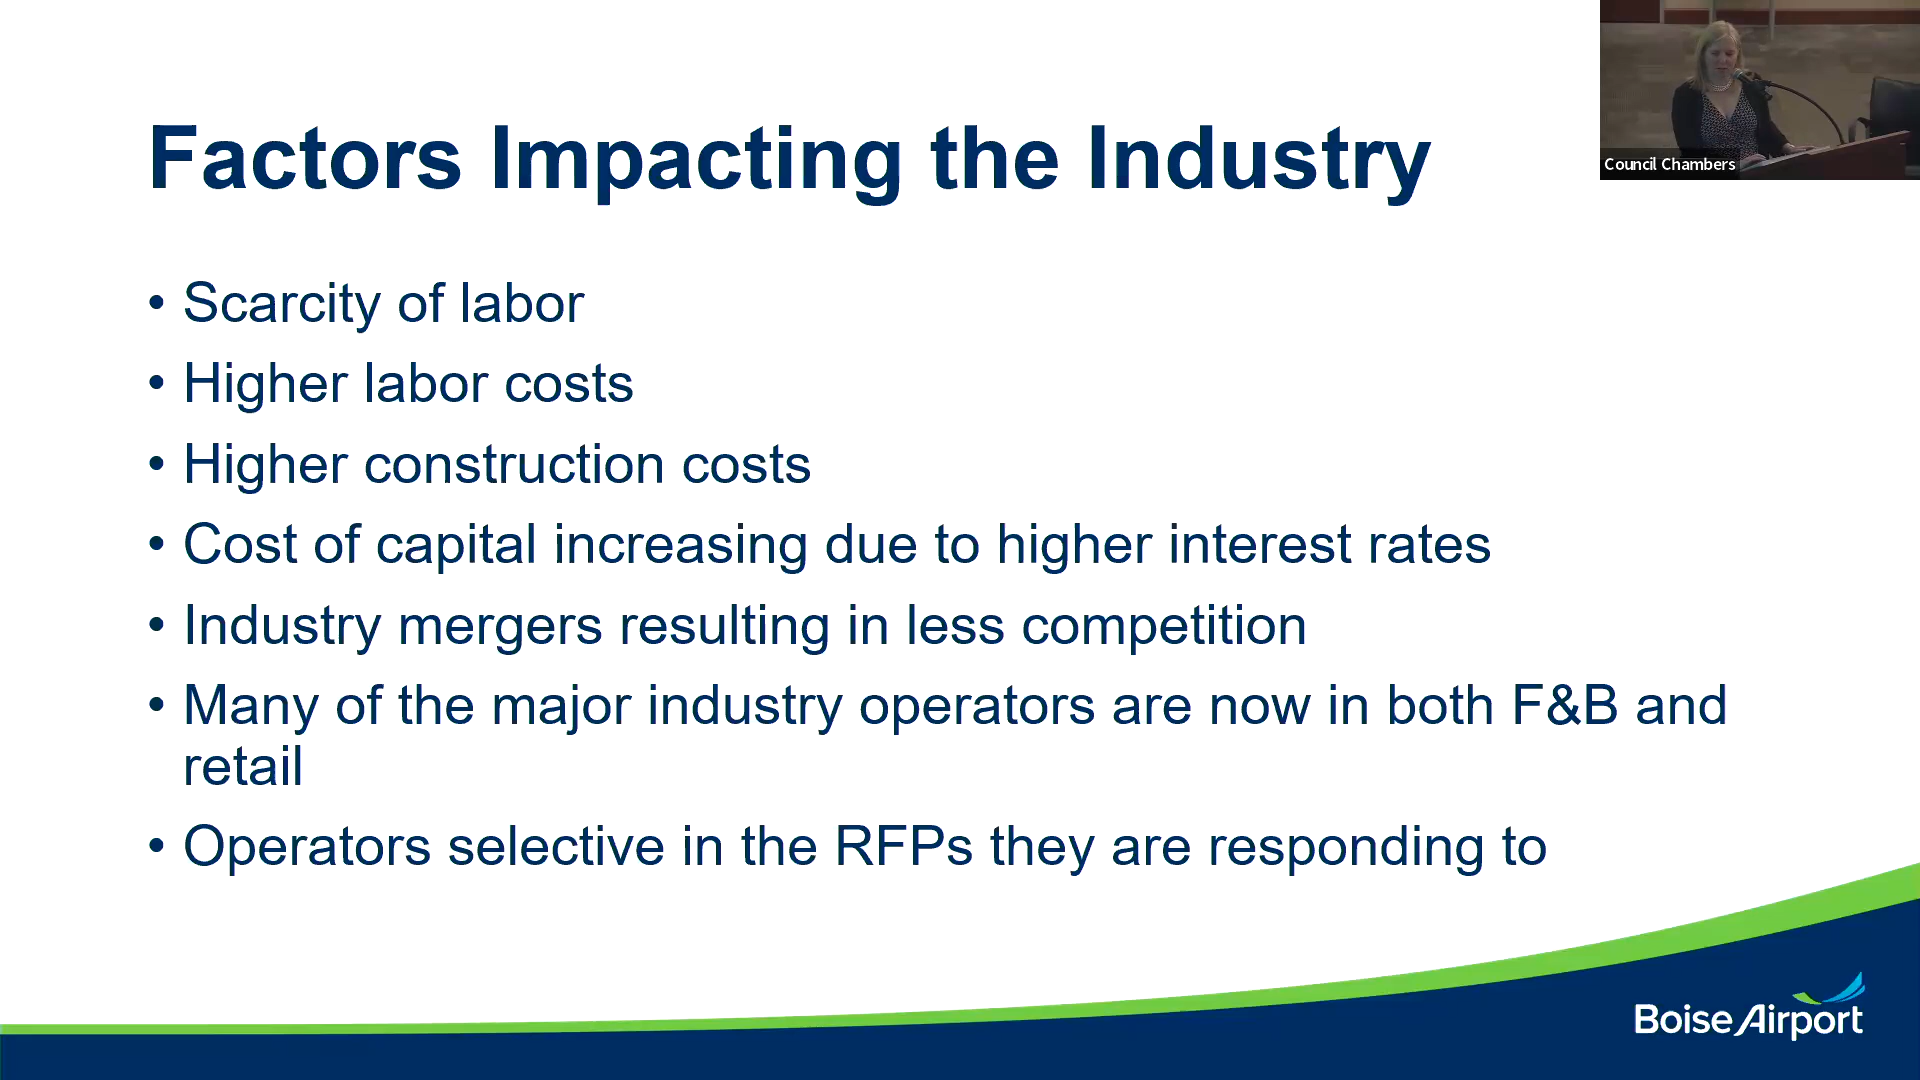 Council Chambers
Factors Impacting the Industry
• Scarcity of labor
• Higher labor costs
• Higher construction costs
• Cost of capital increasing due to higher interest rates
• Industry mergers resulting in less competition
• Many of the major industry operators are now in both F&B and
retail
• Operators selective in the RFPs they are responding to
Boise Airport